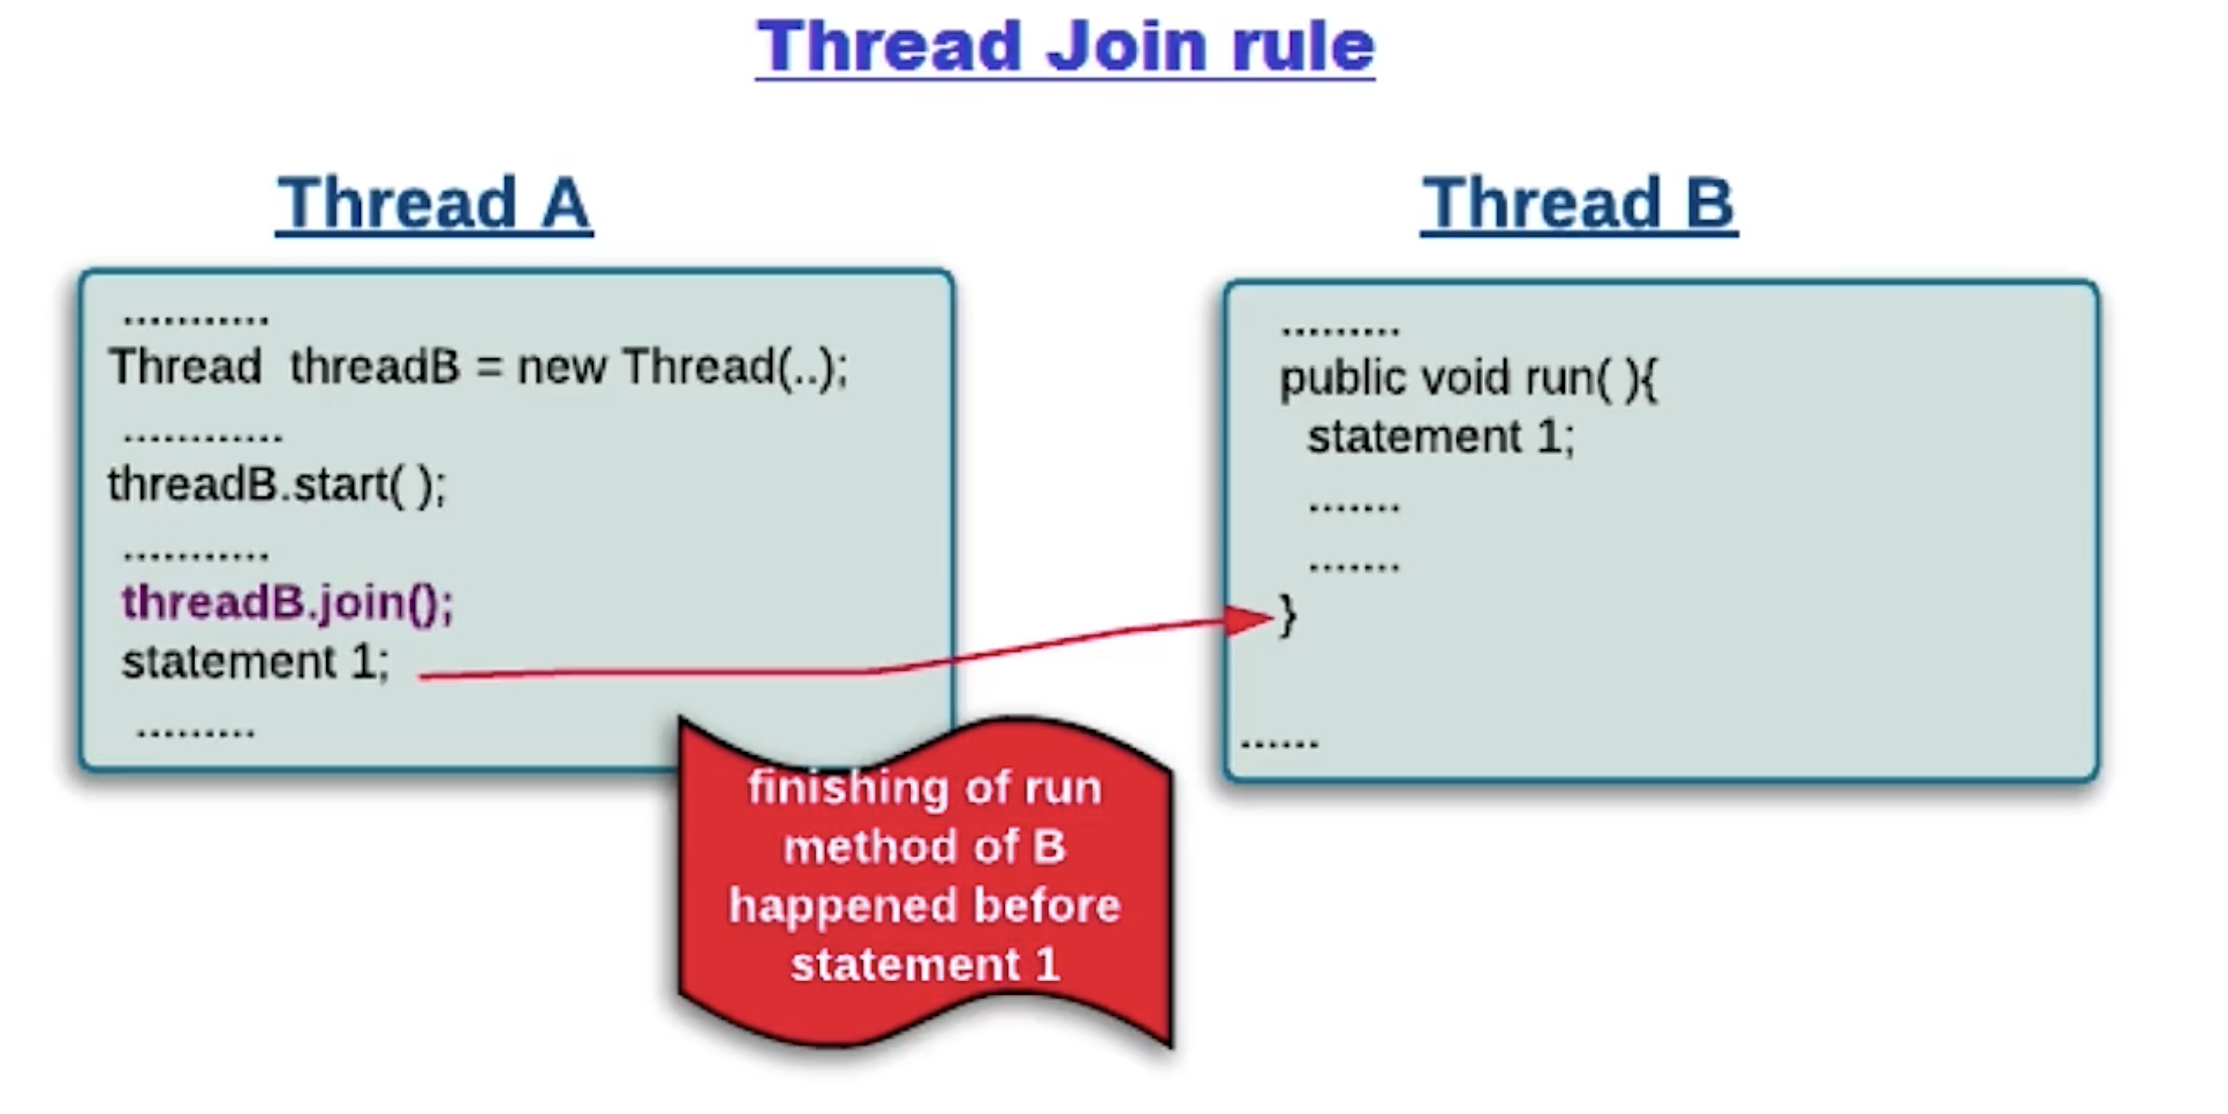 Thread Join rule
Thread A
...........
Thread threadB = new Thread(..);
............
threadB.start( );
...........
threadB.join();
statement 1;
.........
Thread B
.........
public void run( ){
statement 1;
.......
.......
}
......
finishing of run
method of B
happened before
statement 1